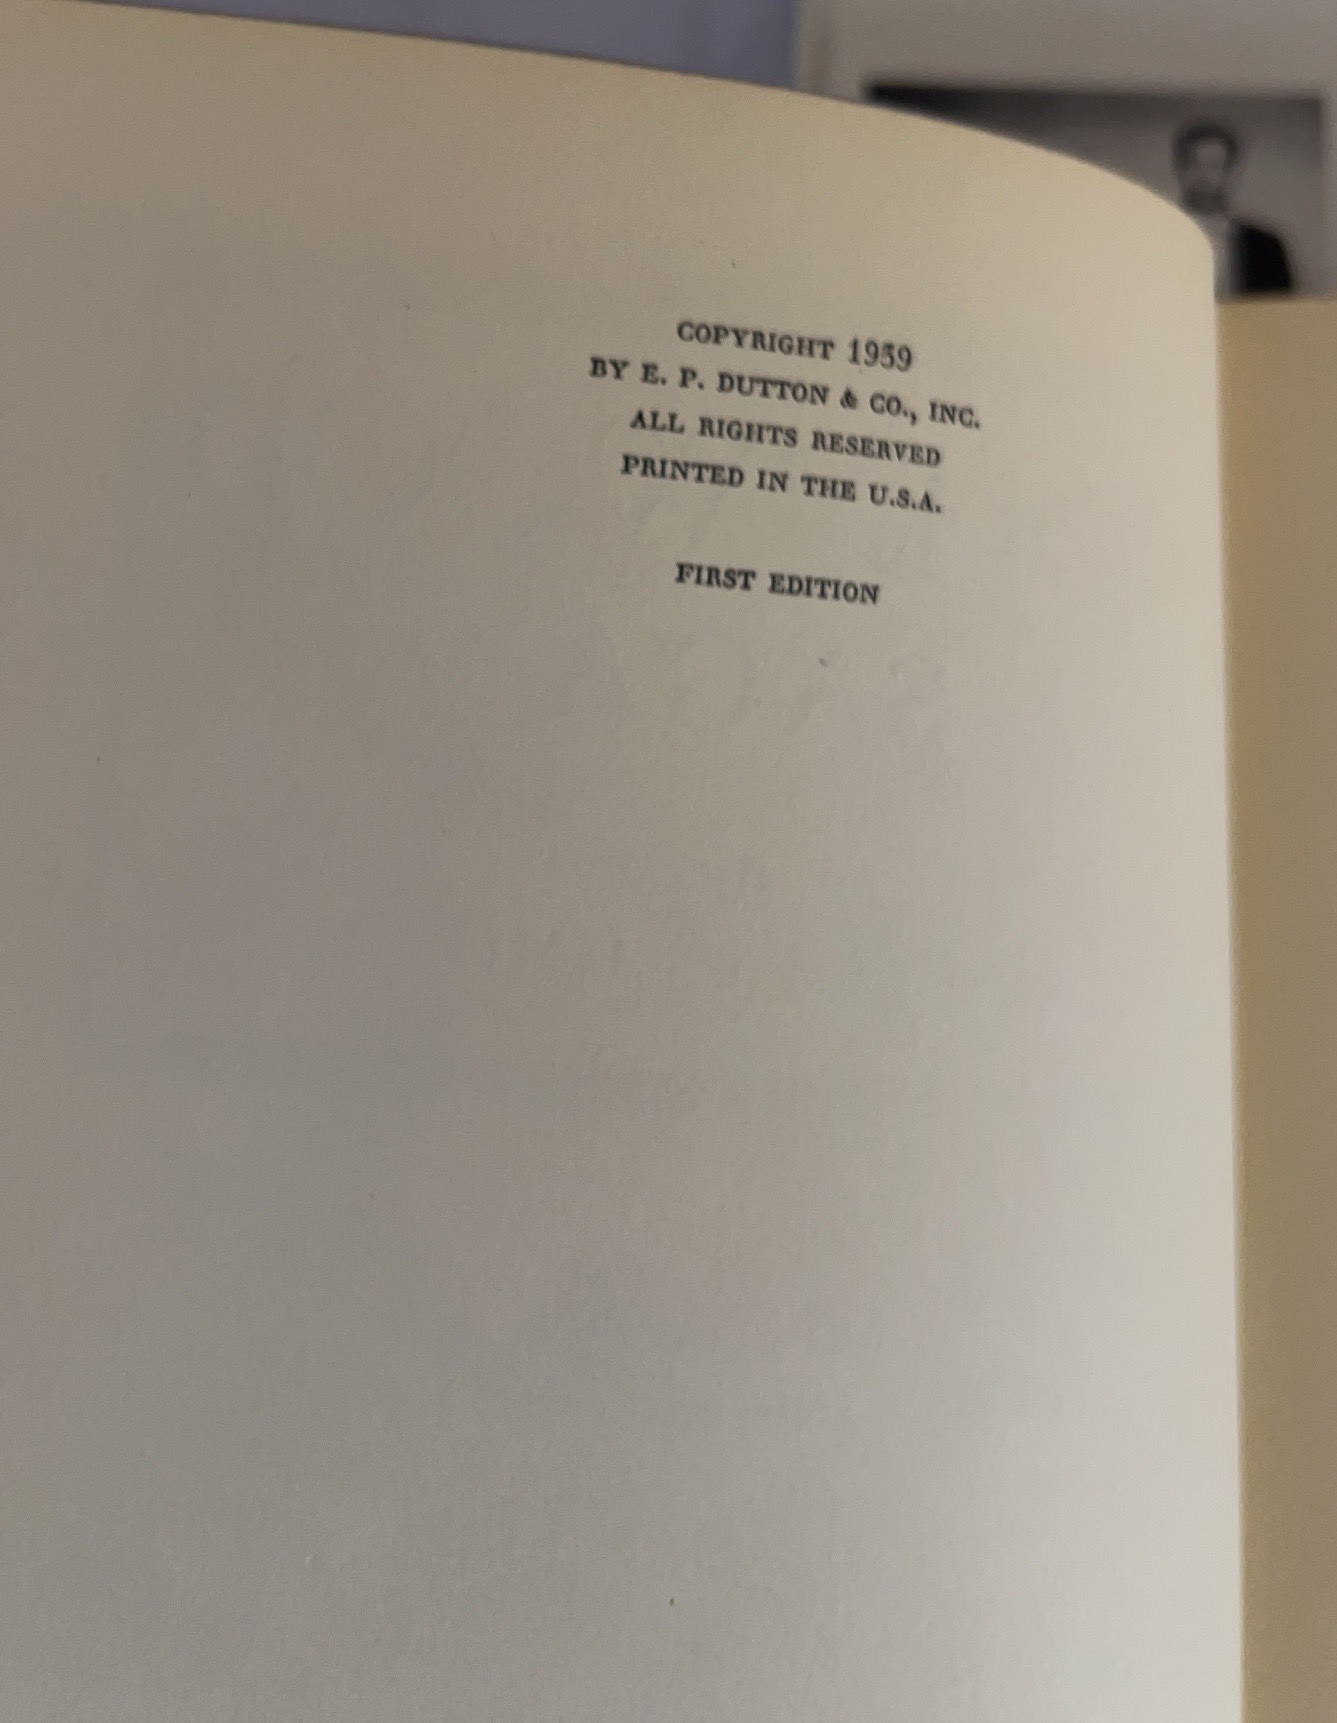 COPYRIGHT 1959
BY E. P. DUTTON & CO., INC.
ALL RIGHTS RESERVED
PRINTED IN THE U.S.A.
FIRST EDITION